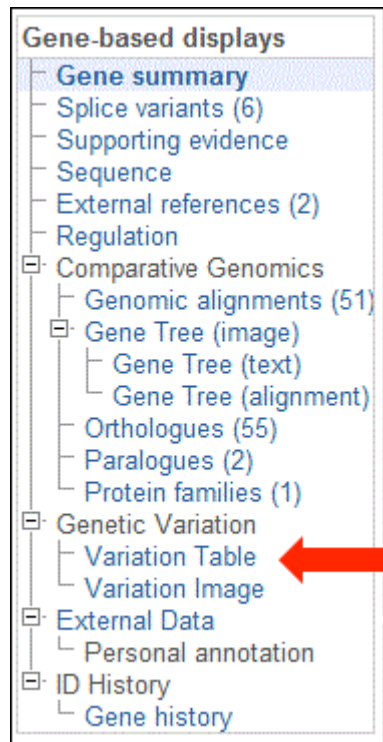 Gene-based displays
Gene summary
Splice variants (6)
Supporting evidence
Sequence
External references (2)
Regulation
Comparative Genomics
Genomic alignments (51)
Gene Tree (image)
Gene Tree (text)
Gene Tree (alignment)
Orthologues (55)
Paralogues (2)
Protein families (1)
Genetic Variation
Variation Table
Variation Image
External Data
Personal annotation
ID History
Gene history